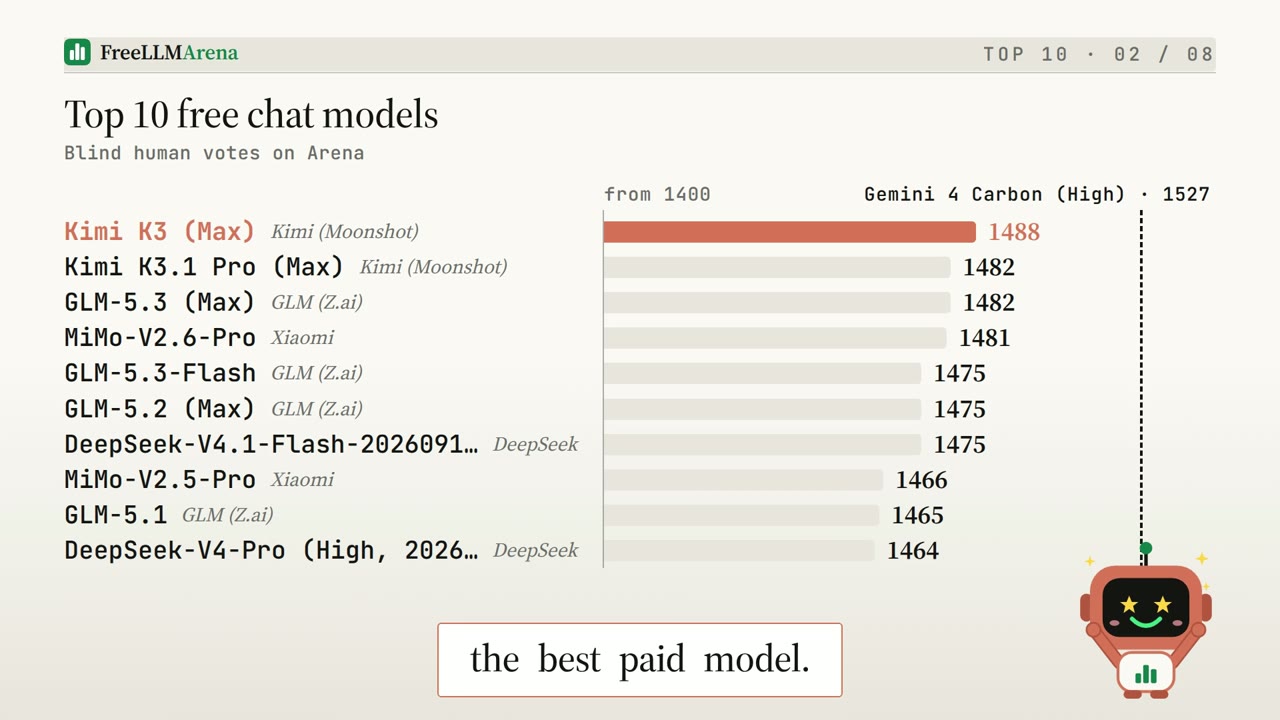 FreeLLMArena
TOP 10 · 02 / 08
Top 10 free chat models
Blind human votes on Arena
from 1400
Gemini 4 Carbon (High) · 1527
Kimi K3 (Max) Kimi (Moonshot) 1488
Kimi K3.1 Pro (Max) Kimi (Moonshot) 1482
GLM-5.3 (Max) GLM (Z.ai) 1482
MiMo-V2.6-Pro Xiaomi 1481
GLM-5.3-Flash GLM (Z.ai) 1475
GLM-5.2 (Max) GLM (Z.ai) 1475
DeepSeek-V4.1-Flash-2026091… DeepSeek 1475
MiMo-V2.5-Pro Xiaomi 1466
GLM-5.1 GLM (Z.ai) 1465
DeepSeek-V4-Pro (High, 2026… DeepSeek 1464
the best paid model.